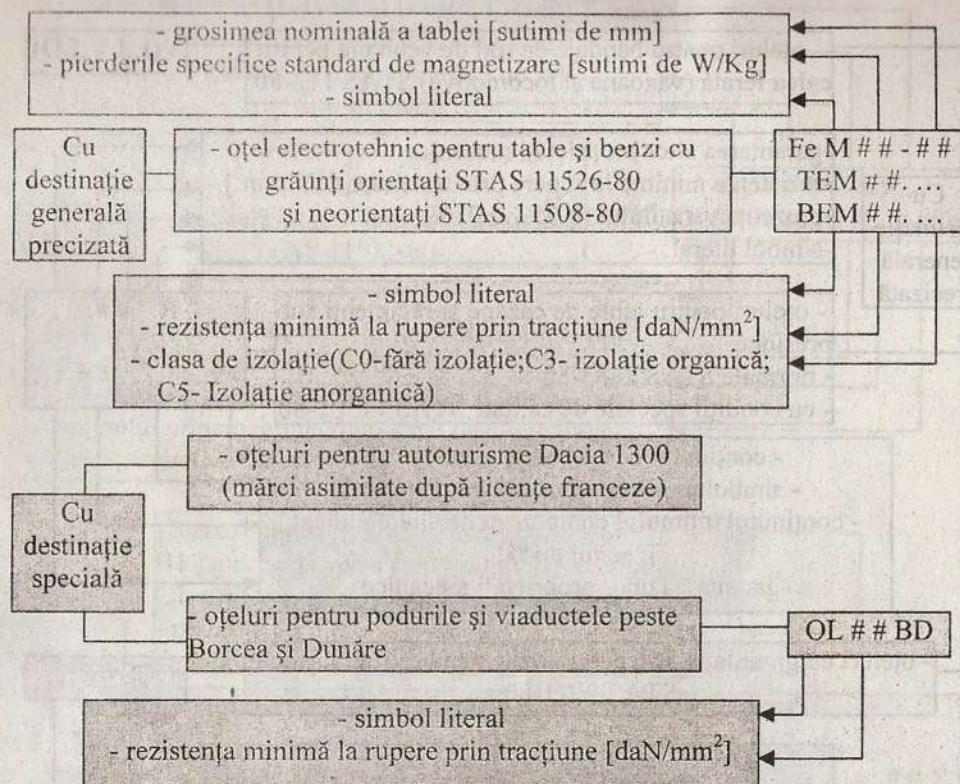 - grosimea nominală a tablei [sutimi de mm]
- pierderile specifice standard de magnetizare [sutimi de W/Kg]
- simbol literal
Cu
destinație
generală
precizată
- oțel electrotehnic pentru table și benzi cu
grăunți orientați STAS 11526-80
și neorientați STAS 11508-80
Fe M # # - # #
TEM # #. ...
BEM # #. ...
- simbol literal
- rezistența minimă la rupere prin tracțiune [daN/mm²]
- clasa de izolație(C0-fără izolație;C3- izolație organică;
C5- Izolație anorganică)
- oțeluri pentru autoturisme Dacia 1300
(mărci asimilate după licențe franceze)
Cu
destinație
specială
- oțeluri pentru podurile și viaductele peste
Borcea și Dunăre
OL # # BD
- simbol literal
- rezistența minimă la rupere prin tracțiune [daN/mm²]